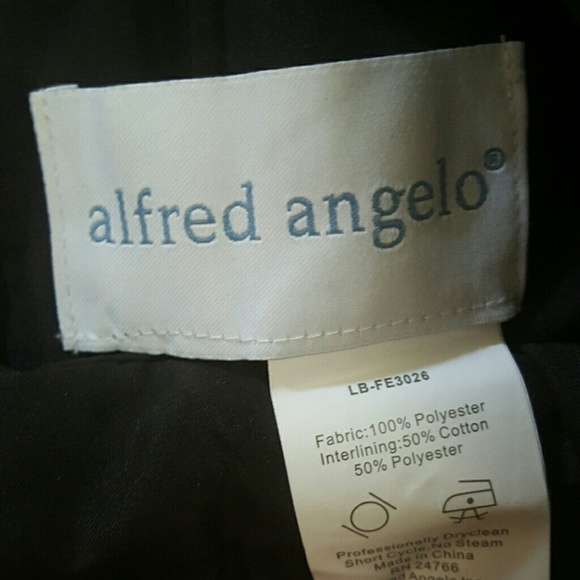 alfred angelo®
LB-FE3026
Fabric:100% Polyester
Interlining:50% Cotton
50% Polyester
Professionally Dryclean
Short Cycle.No Steam
Made in China
RN 24766
Angelo